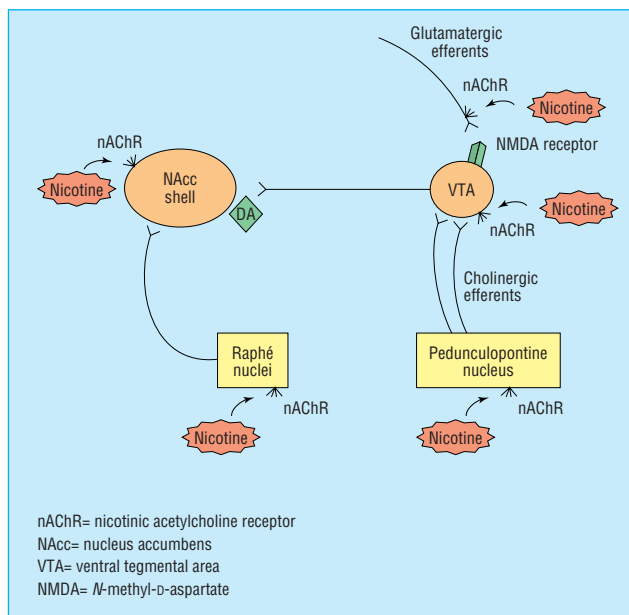 Glutamatergic
efferents
nAChR
Nicotine
nAChR
NMDA receptor
Nicotine
NAcc
shell
DA
VTA
Nicotine
nAChR
Cholinergic
efferents
Raphé
nuclei
Pedunculopontine
nucleus
nAChR
nAChR
Nicotine
Nicotine
nAChR= nicotinic acetylcholine receptor
NAcc= nucleus accumbens
VTA= ventral tegmental area
NMDA= N-methyl-D-aspartate